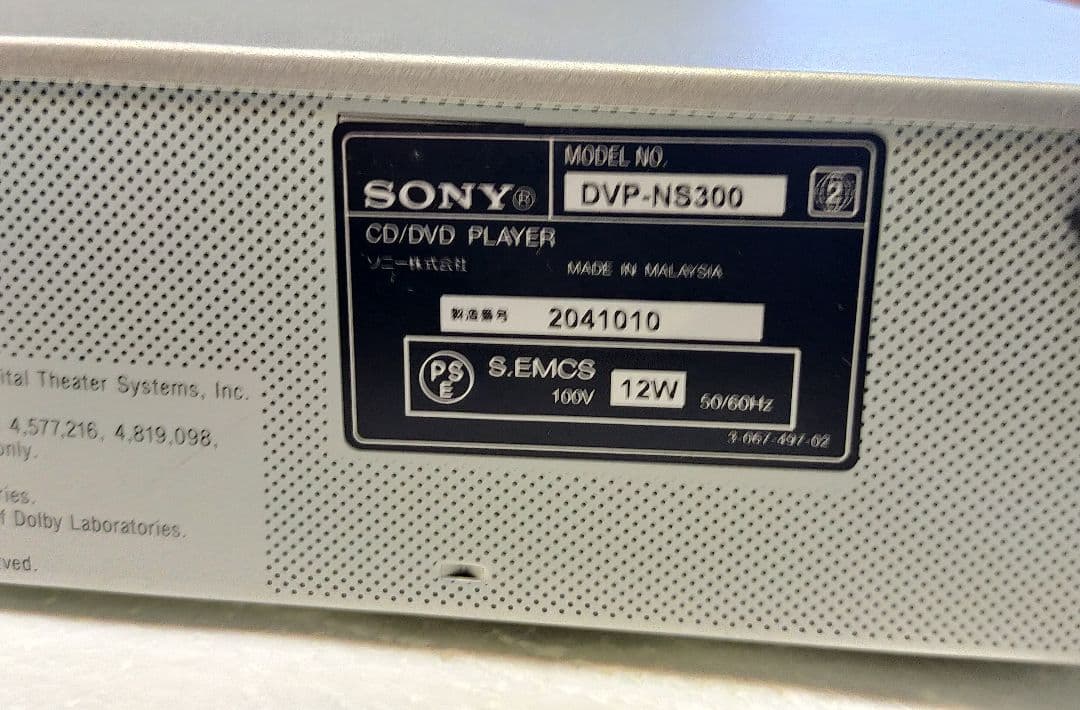 MODEL NO.
SONY®
DVP-NS300
2
CD/DVD PLAYER
ソニー株式会社
MADE IN MALAYSIA
製造番号 2041010
PS
E
S.EMCS
100V 12W 50/60Hz
3-067-497-02
ital Theater Systems, Inc.
4,577,216, 4,819,098,
only.
ries.
f Dolby Laboratories.
ved.